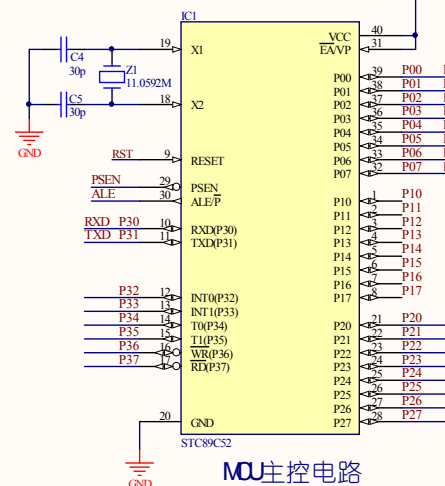 IC1
VCC 40
EA/VP 31
19 X1
C4
30p
Z1
11.0592M
C5
30p
18 X2
GND
RST 9 RESET
PSEN 29 PSEN
ALE 30 ALE/P
RXD P30 10 RXD(P30)
TXD P31 11 TXD(P31)
P32 12 INT0(P32)
P33 13 INT1(P33)
P34 14 T0(P34)
P35 15 T1(P35)
P36 16 WR(P36)
P37 17 RD(P37)
20 GND
GND
P00 39 P00
P01 38 P01
P02 37 P02
P03 36 P03
P04 35 P04
P05 34 P05
P06 33 P06
P07 32 P07
P10 1 P10
P11 2 P11
P12 3 P12
P13 4 P13
P14 5 P14
P15 6 P15
P16 7 P16
P17 8 P17
P20 21 P20
P21 22 P21
P22 23 P22
P23 24 P23
P24 25 P24
P25 26 P25
P26 27 P26
P27 28 P27
STC89C52
MCU主控电路